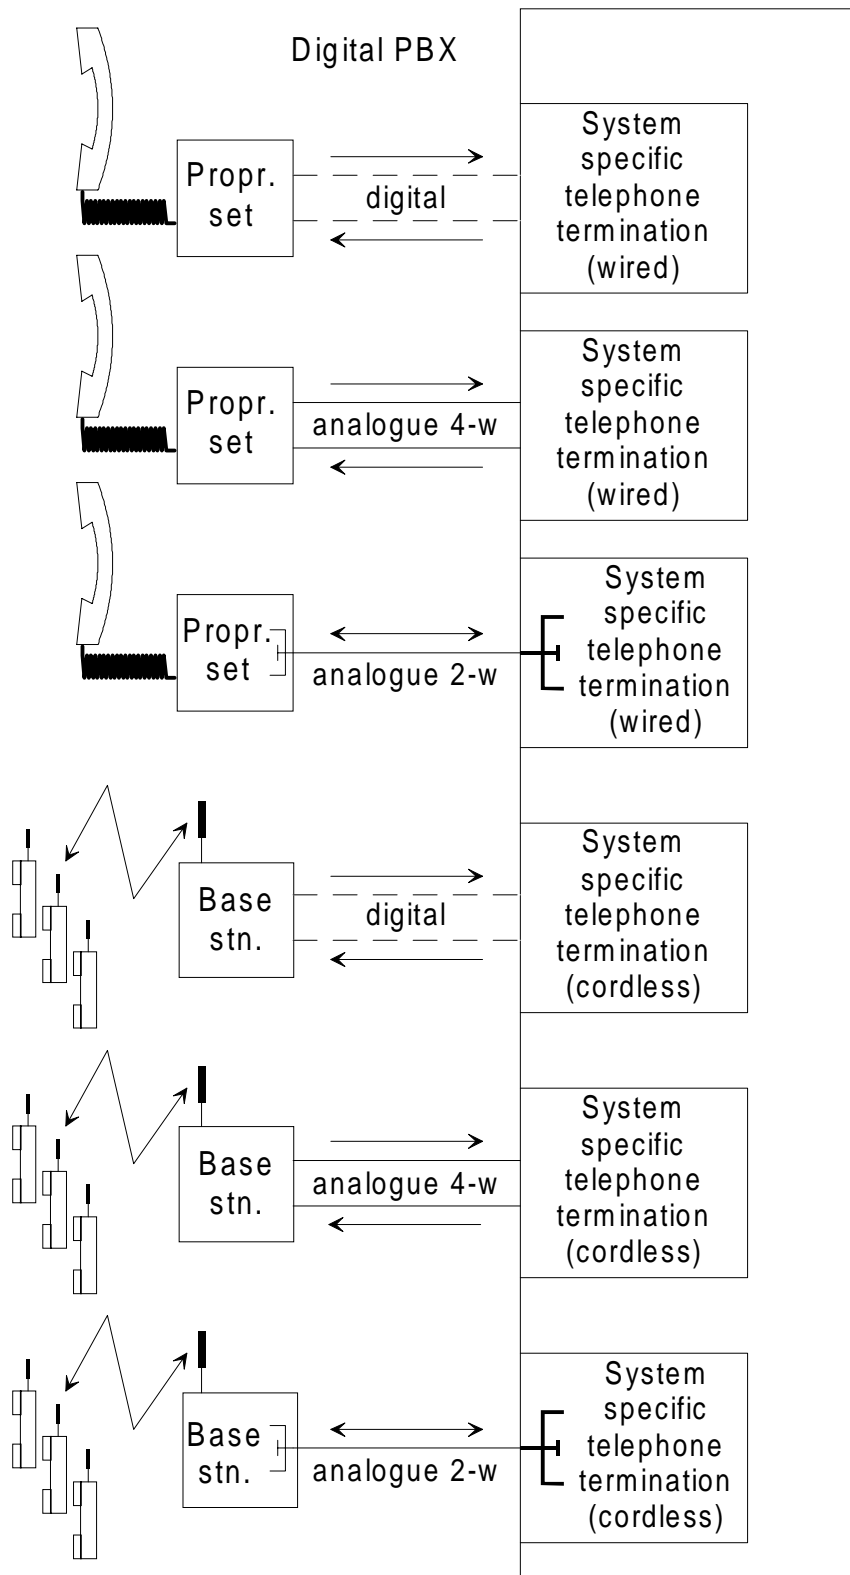 Digital PBX
Propr.
set
digital
System
specific
telephone
termination
(wired)
Propr.
set
analogue 4-w
System
specific
telephone
termination
(wired)
Propr.
set
analogue 2-w
System
specific
telephone
termination
(wired)
Base
stn.
digital
System
specific
telephone
termination
(cordless)
Base
stn.
analogue 4-w
System
specific
telephone
termination
(cordless)
Base
stn.
analogue 2-w
System
specific
telephone
termination
(cordless)